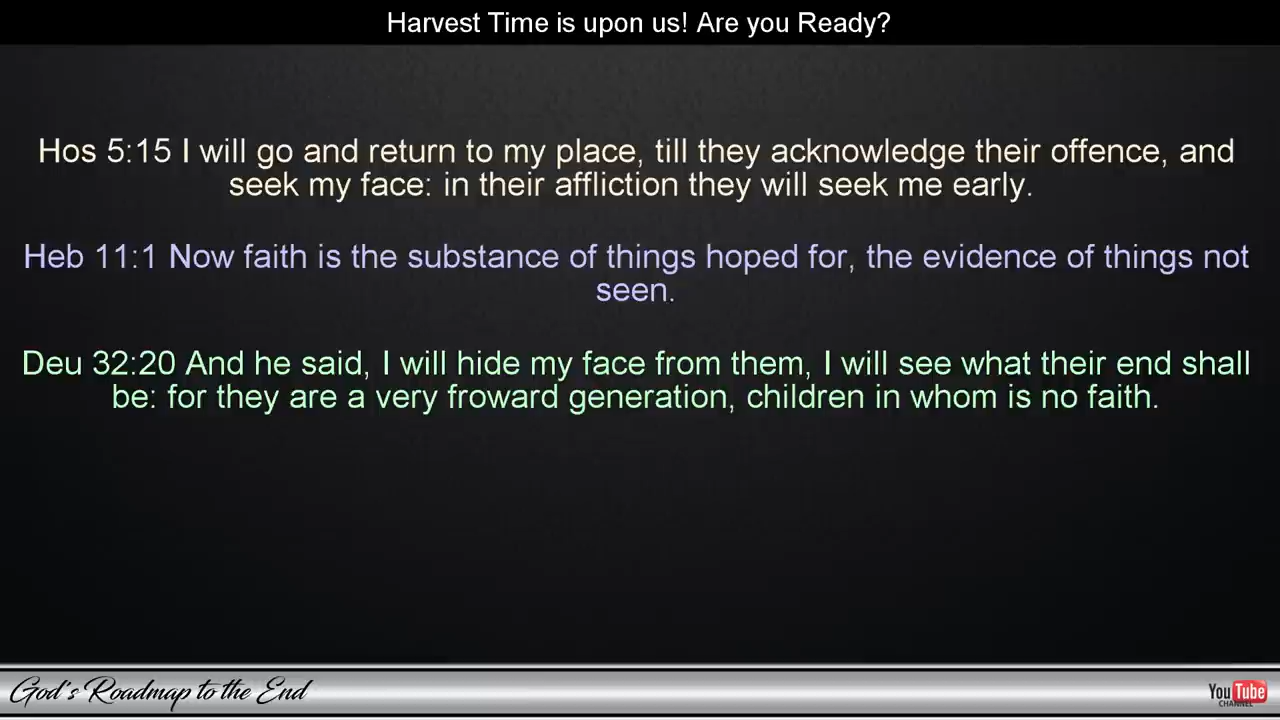 Harvest Time is upon us! Are you Ready?
Hos 5:15 I will go and return to my place, till they acknowledge their offence, and
seek my face: in their affliction they will seek me early.
Heb 11:1 Now faith is the substance of things hoped for, the evidence of things not
seen.
Deu 32:20 And he said, I will hide my face from them, I will see what their end shall
be: for they are a very froward generation, children in whom is no faith.
God's Roadmap to the End
YouTube
CHANNEL